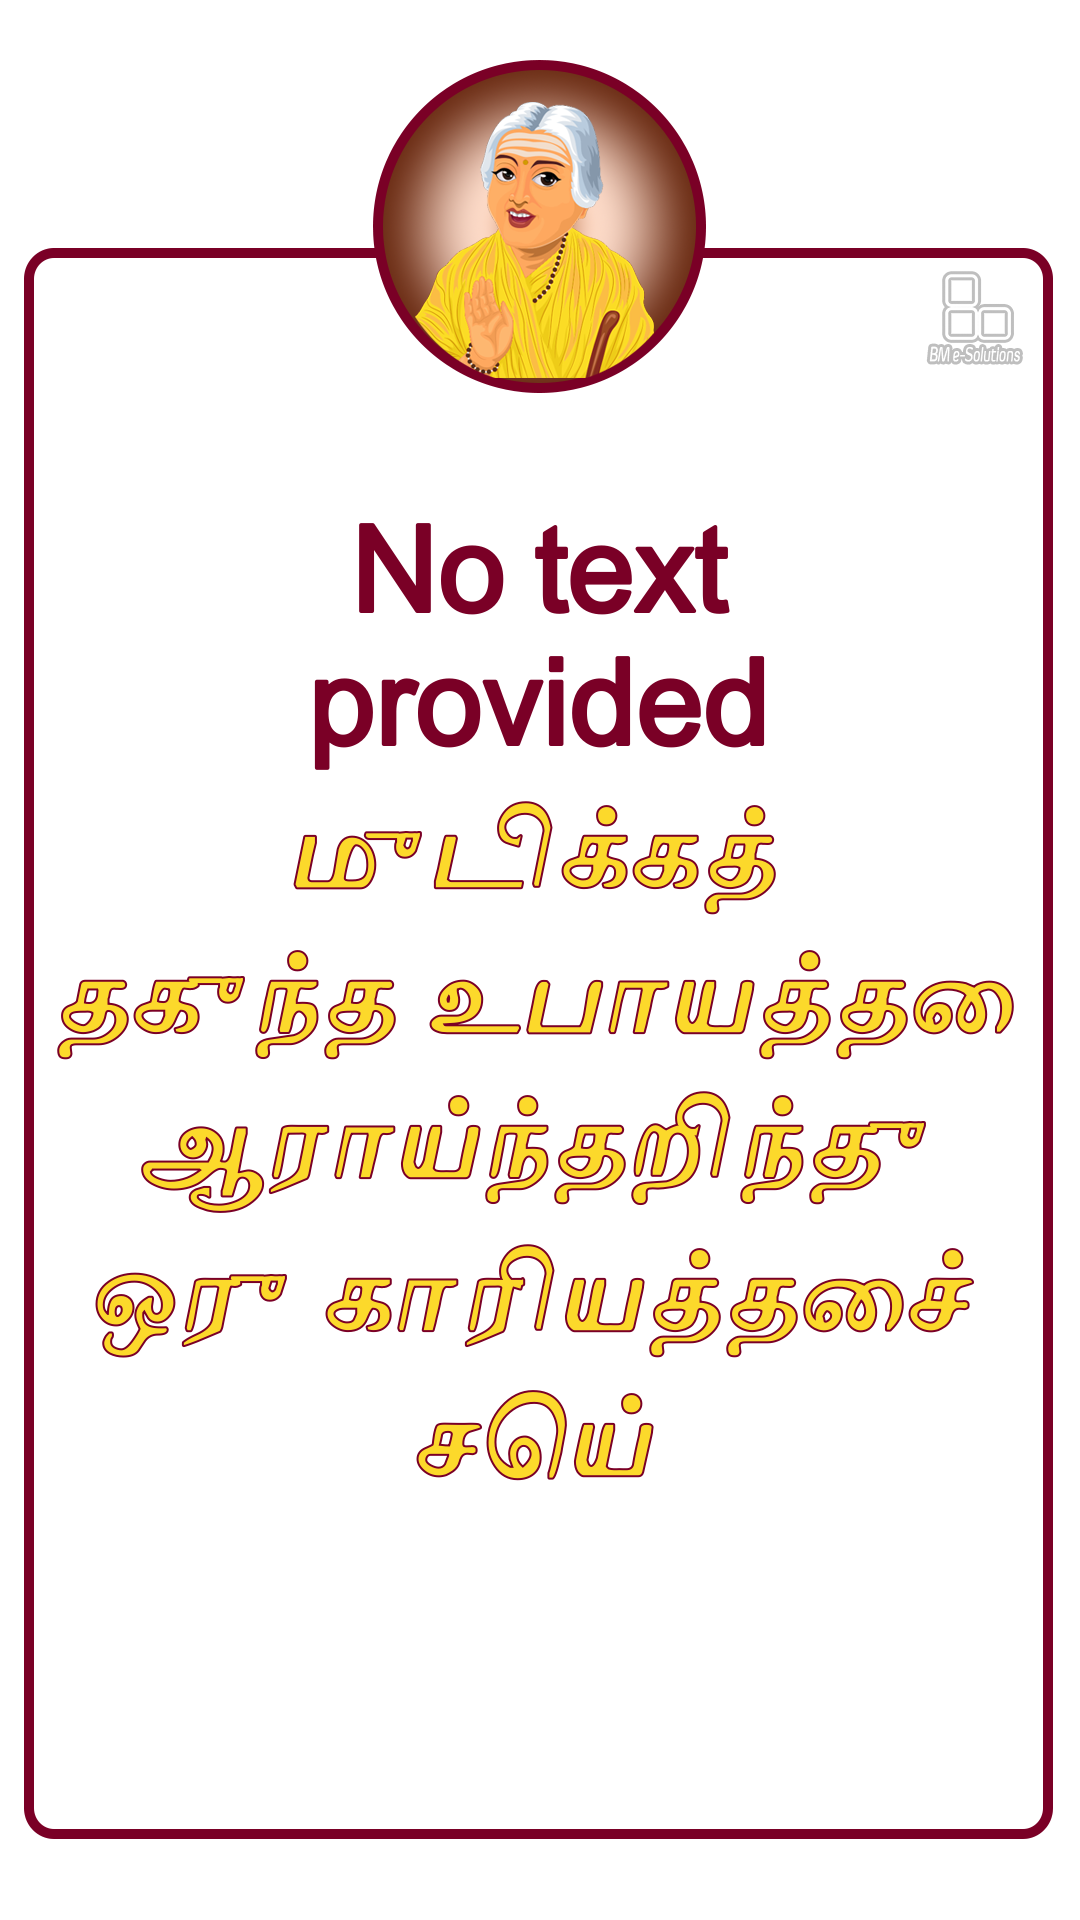 BM e-Solutions
No text
provided
முடிக்கத்
தகுந்த உபாயத்தை
ஆராய்ந்தறிந்து
ஒரு காரியத்தைச்
செய்